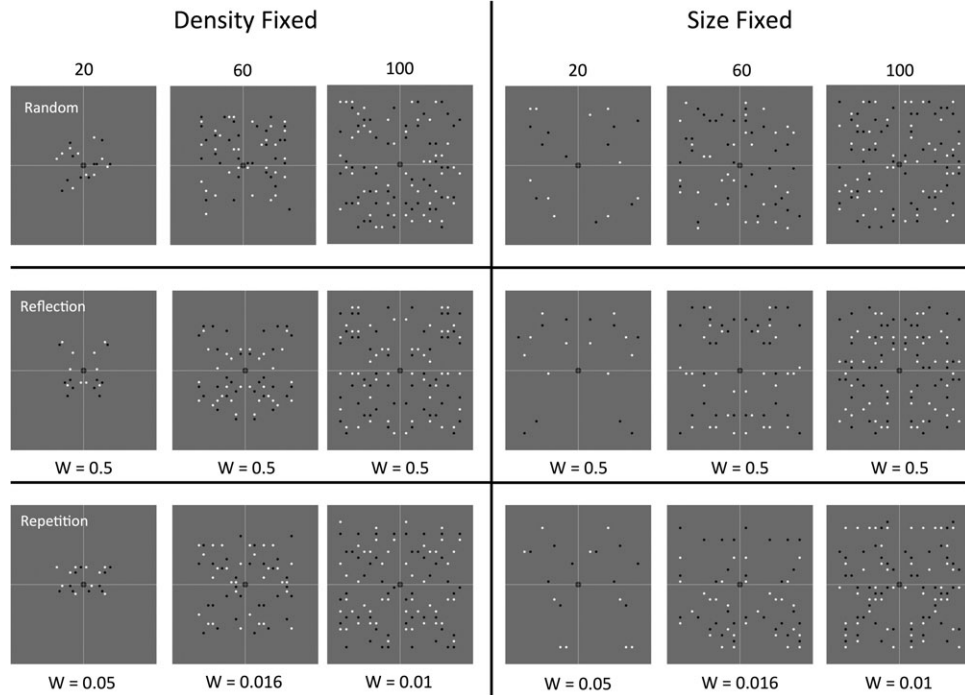 Density Fixed Size Fixed
20 60 100 20 60 100
Random
Reflection
W = 0.5 W = 0.5 W = 0.5 W = 0.5 W = 0.5 W = 0.5
Repetition
W = 0.05 W = 0.016 W = 0.01 W = 0.05 W = 0.016 W = 0.01